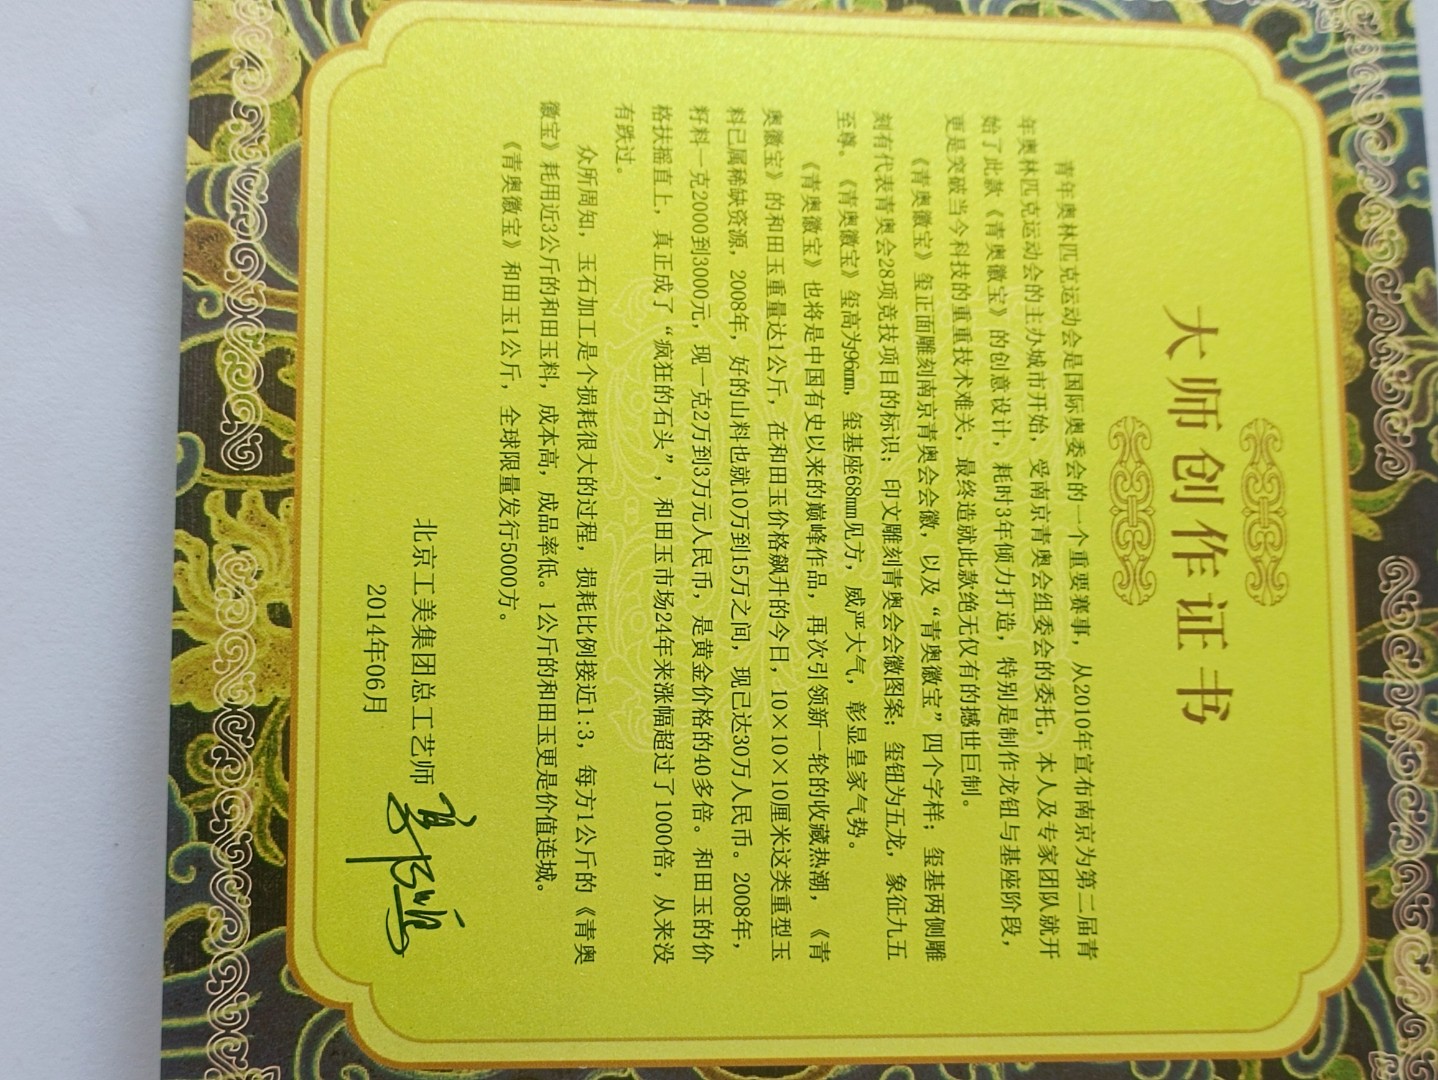 大师创作证书
青年奥林匹克运动会是国际奥委会的一个重要赛事，从2010年宣布南京为第二届青
年奥林匹克运动会的主办城市开始，受南京青奥会组委会的委托，本人及专家团队就开
始了此款《青奥徽宝》的创意设计，耗时3年倾力打造，特别是制作龙钮与基座阶段，
更是突破当今科技的重重技术难关，最终造就此款绝无仅有的撼世巨制。
《青奥徽宝》玺正面雕刻南京青奥会会徽，以及“青奥徽宝”四个字样；玺基两侧雕
刻有代表青奥会28项竞技项目的标识；印文雕刻青奥会会徽图案；玺钮为五龙，象征九五
至尊。《青奥徽宝》玺高为96mm，玺基座68mm见方，威严大气，彰显皇家气势。
《青奥徽宝》也将是中国有史以来的巅峰作品，再次引领新一轮的收藏热潮，《青
奥徽宝》的和田玉重量达1公斤，在和田玉价格飙升的今日，10×10×10厘米这类重型玉
料已属稀缺资源，2008年，好的山料也就10万到15万之间，现已达30万人民币。2008年，
籽料一克2000到3000元，现一克2万到3万元人民币，是黄金价格的40多倍。和田玉的价
格扶摇直上，真正成了“疯狂的石头”，和田玉市场24年来涨幅超过了1000倍，从来没
有跌过。
众所周知，玉石加工是个损耗很大的过程，损耗比例接近1:3，每方1公斤的《青奥
徽宝》耗用近3公斤的和田玉料，成本高，成品率低。1公斤的和田玉更是价值连城。
《青奥徽宝》和田玉1公斤，全球限量发行5000方。
北京工美集团总工艺师
2014年06月